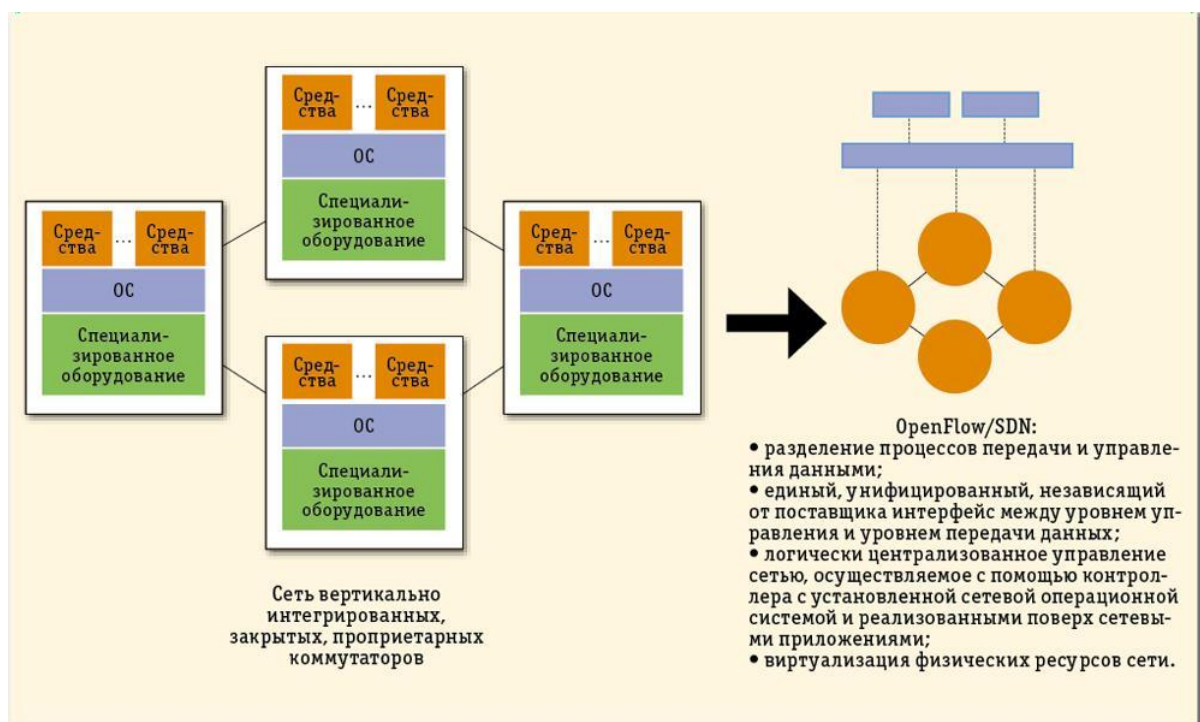 Сред-
ства
...
Сред-
ства
ОС
Специали-
зированное
оборудование
Сред-
ства
...
Сред-
ства
ОС
Специали-
зированное
оборудование
Сред-
ства
...
Сред-
ства
ОС
Специали-
зированное
оборудование
Сред-
ства
...
Сред-
ства
ОС
Специали-
зированное
оборудование
Сеть вертикально
интегрированных,
закрытых, проприетарных
коммутаторов
OpenFlow/SDN:
• разделение процессов передачи и управле-
ния данными;
• единый, унифицированный, независящий
от поставщика интерфейс между уровнем уп-
равления и уровнем передачи данных;
• логически централизованное управление
сетью, осуществляемое с помощью контрол-
лера с установленной сетевой операционной
системой и реализованными поверх сетевы-
ми приложениями;
• виртуализация физических ресурсов сети.